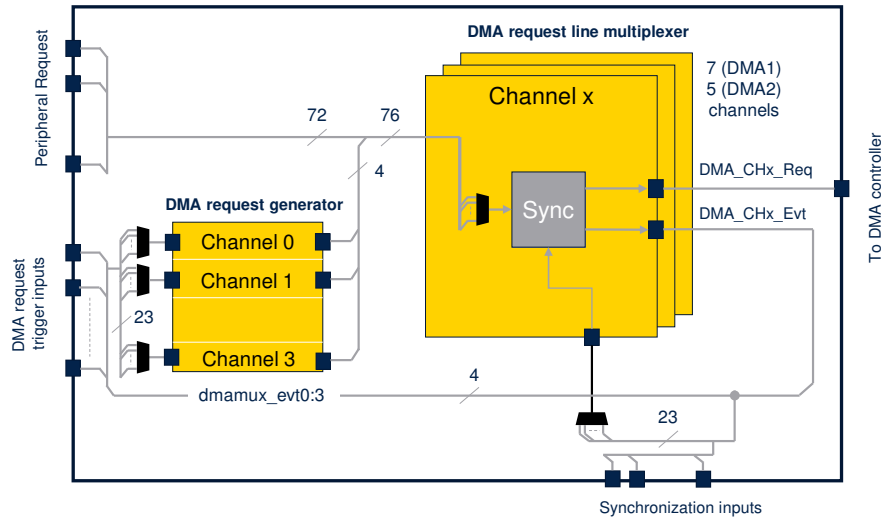 DMA request line multiplexer
7 (DMA1)
5 (DMA2)
channels
Channel x
Peripheral Request
72
76
4
DMA_CHx_Req
DMA request generator
Sync
DMA_CHx_Evt
To DMA controller
Channel 0
Channel 1
DMA request
trigger inputs
23
Channel 3
4
dmamux_evt0:3
23
Synchronization inputs